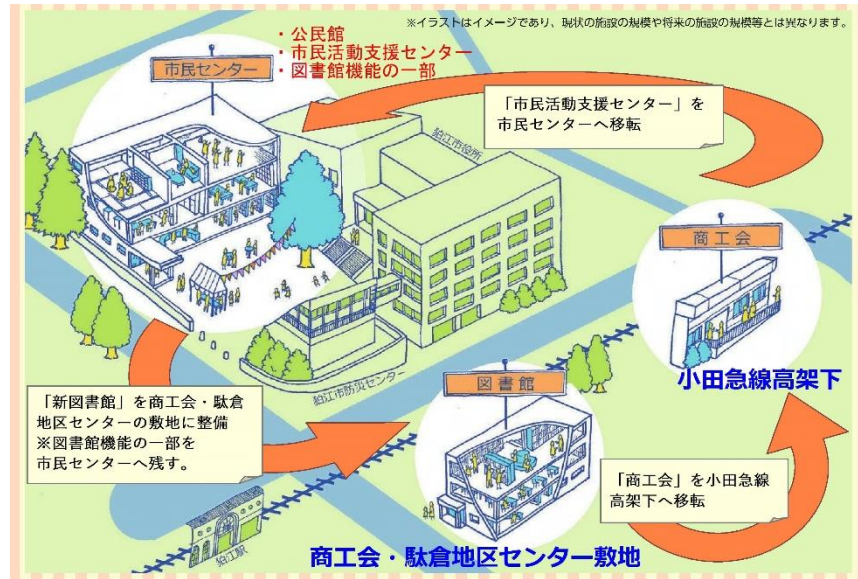 ※イラストはイメージであり、現状の施設の規模や将来の施設の規模等とは異なります。
・公民館
・市民活動支援センター
・図書館機能の一部
市民センター
「市民活動支援センター」を
市民センターへ移転
狛江市役所
商工会
小田急線高架下
狛江市防災センター
図書館
「新図書館」を商工会・駄倉
地区センターの敷地に整備
※図書館機能の一部を
市民センターへ残す。
「商工会」を小田急線
高架下へ移転
狛江駅
商工会・駄倉地区センター敷地